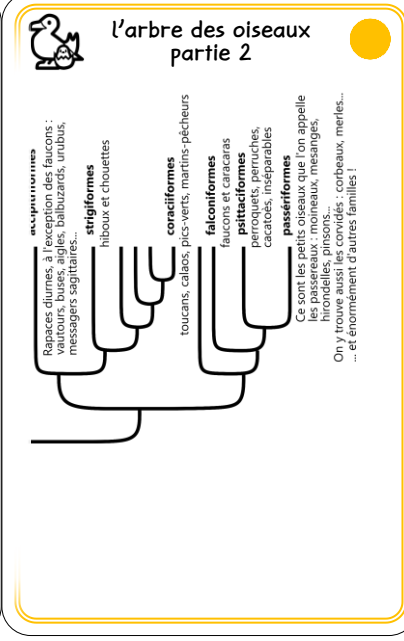 l'arbre des oiseaux
partie 2
accipitriformes
Rapaces diurnes, à l'exception des faucons :
vautours, buses, aigles, balbuzards, urubus,
messagers sagittaires...
strigiformes
hiboux et chouettes
coraciiformes
toucans, calaos, pics-verts, martins-pêcheurs
falconiformes
faucons et caracaras
psittaciformes
perroquets, perruches,
cacatoès, inséparables
passériformes
Ce sont les petits oiseaux que l'on appelle
les passereaux : moineaux, mesanges,
hirondelles, pinsons...
On y trouve aussi les corvidés : corbeaux, merles...
... et énormément d'autres familles !